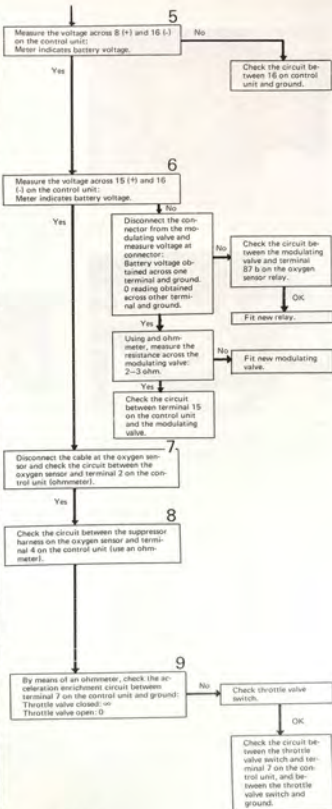 5
Measure the voltage across 8 (+) and 16 (-)
on the control unit:
Meter indicates battery voltage.
No
Yes
Check the circuit be-
tween 16 on control
unit and ground.
6
Measure the voltage across 15 (+) and 16
(-) on the control unit:
Meter indicates battery voltage.
No
Yes
Disconnect the con-
nector from the mo-
dulating valve and
measure voltage at
connector:
Battery voltage ob-
tained across one
terminal and ground.
0 reading obtained
across other termi-
nal and ground.
No
Check the circuit be-
tween the modulating
valve and terminal
87 b on the oxygen
sensor relay.
OK
Fit new relay.
Yes
Using and ohm-
meter, measure the
resistance across the
modulating valve:
2–3 ohm.
No
Fit new modulating
valve.
Yes
Check the circuit
between terminal 15
on the control unit
and the modulating
valve.
7
Disconnect the cable at the oxygen sen-
sor and check the circuit between the
oxygen sensor and terminal 2 on the con-
trol unit (ohmmeter).
Yes
8
Check the circuit between the suppressor
harness on the oxygen sensor and termi-
nal 4 on the control unit (use an ohm-
meter).
9
By means of an ohmmeter, check the ac-
celeration enrichment circuit between
terminal 7 on the control unit and ground:
Throttle valve closed: ∞
Throttle valve open: 0
No
Check throttle valve
switch.
OK
Check the circuit be-
tween the throttle
valve switch and ter-
minal 7 on the con-
trol unit, and be-
tween the throttle
valve switch and
ground.